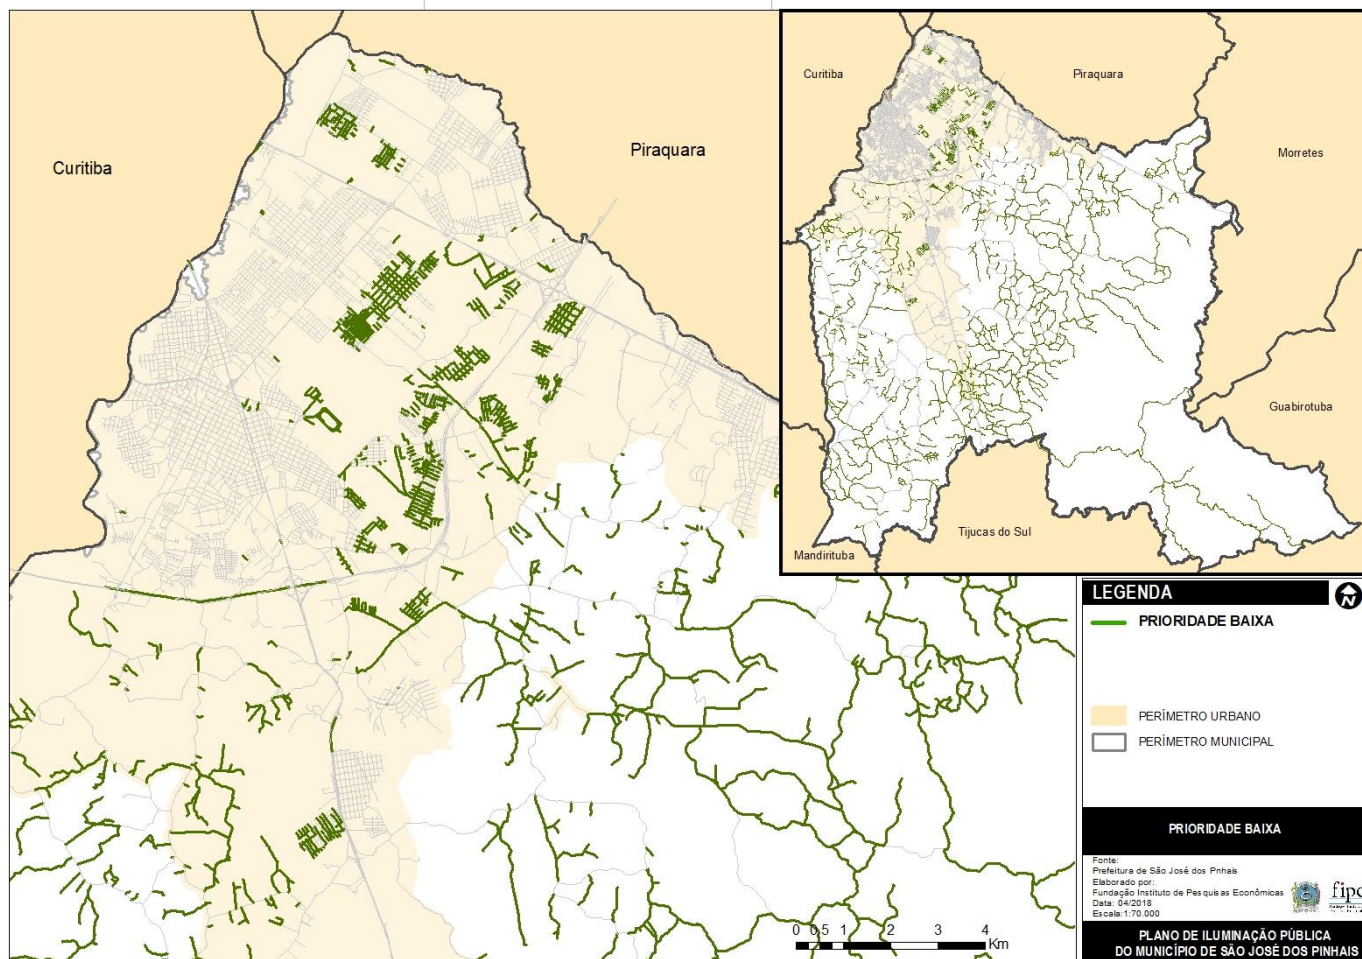 Curitiba
Piraquara
Curitiba
Piraquara
Morretes
Guabirotuba
Tijucas do Sul
Mandirituba
LEGENDA
N
PRIORIDADE BAIXA
PERÍMETRO URBANO
PERÍMETRO MUNICIPAL
PRIORIDADE BAIXA
Fonte:
Prefeitura de São José dos Pnhais
Elaborado por:
Fundação Instituto de Pesquisas Econômicas
Data: 04/2018
Escala:1:70.000
fipe
0 0,5 1 2 3 4
Km
PLANO DE ILUMINAÇÃO PÚBLICA
DO MUNICÍPIO DE SÃO JOSÉ DOS PINHAIS